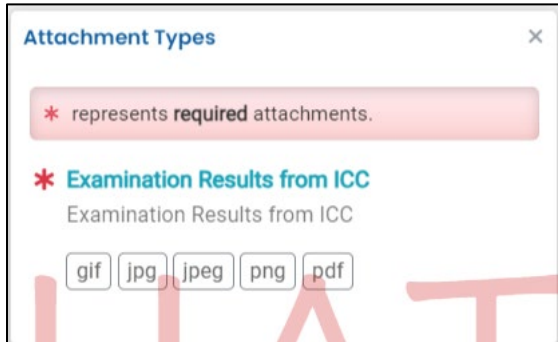 Attachment Types ×
* represents required attachments.
* Examination Results from ICC
Examination Results from ICC
gif jpg jpeg png pdf